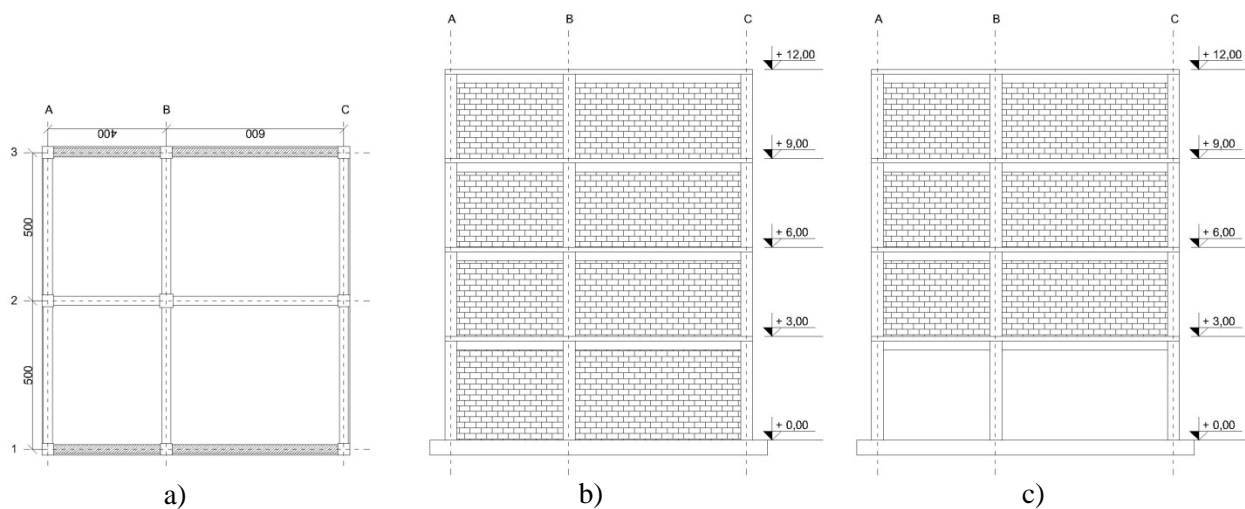 A B C
400 600
3
500
2
500
1
a)
A B C
+ 12,00
+ 9,00
+ 6,00
+ 3,00
+ 0,00
b)
A B C
+ 12,00
+ 9,00
+ 6,00
+ 3,00
+ 0,00
c)